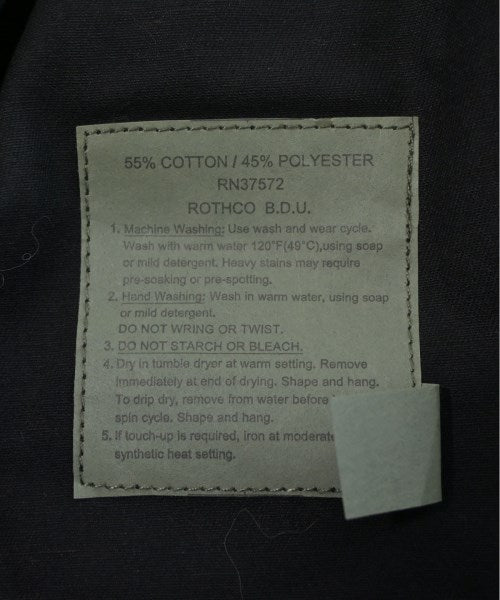 55% COTTON / 45% POLYESTER
RN37572
ROTHCO B.D.U.
1. Machine Washing: Use wash and wear cycle.
Wash with warm water 120°F(49°C),using soap
or mild detergent. Heavy stains may require
pre-soaking or pre-spotting.
2. Hand Washing: Wash in warm water, using soap
or mild detergent.
DO NOT WRING OR TWIST.
3. DO NOT STARCH OR BLEACH.
4. Dry in tumble dryer at warm setting. Remove
immediately at end of drying. Shape and hang.
To drip dry, remove from water before
spin cycle. Shape and hang.
5. If touch-up is required, iron at moderate
synthetic heat setting.